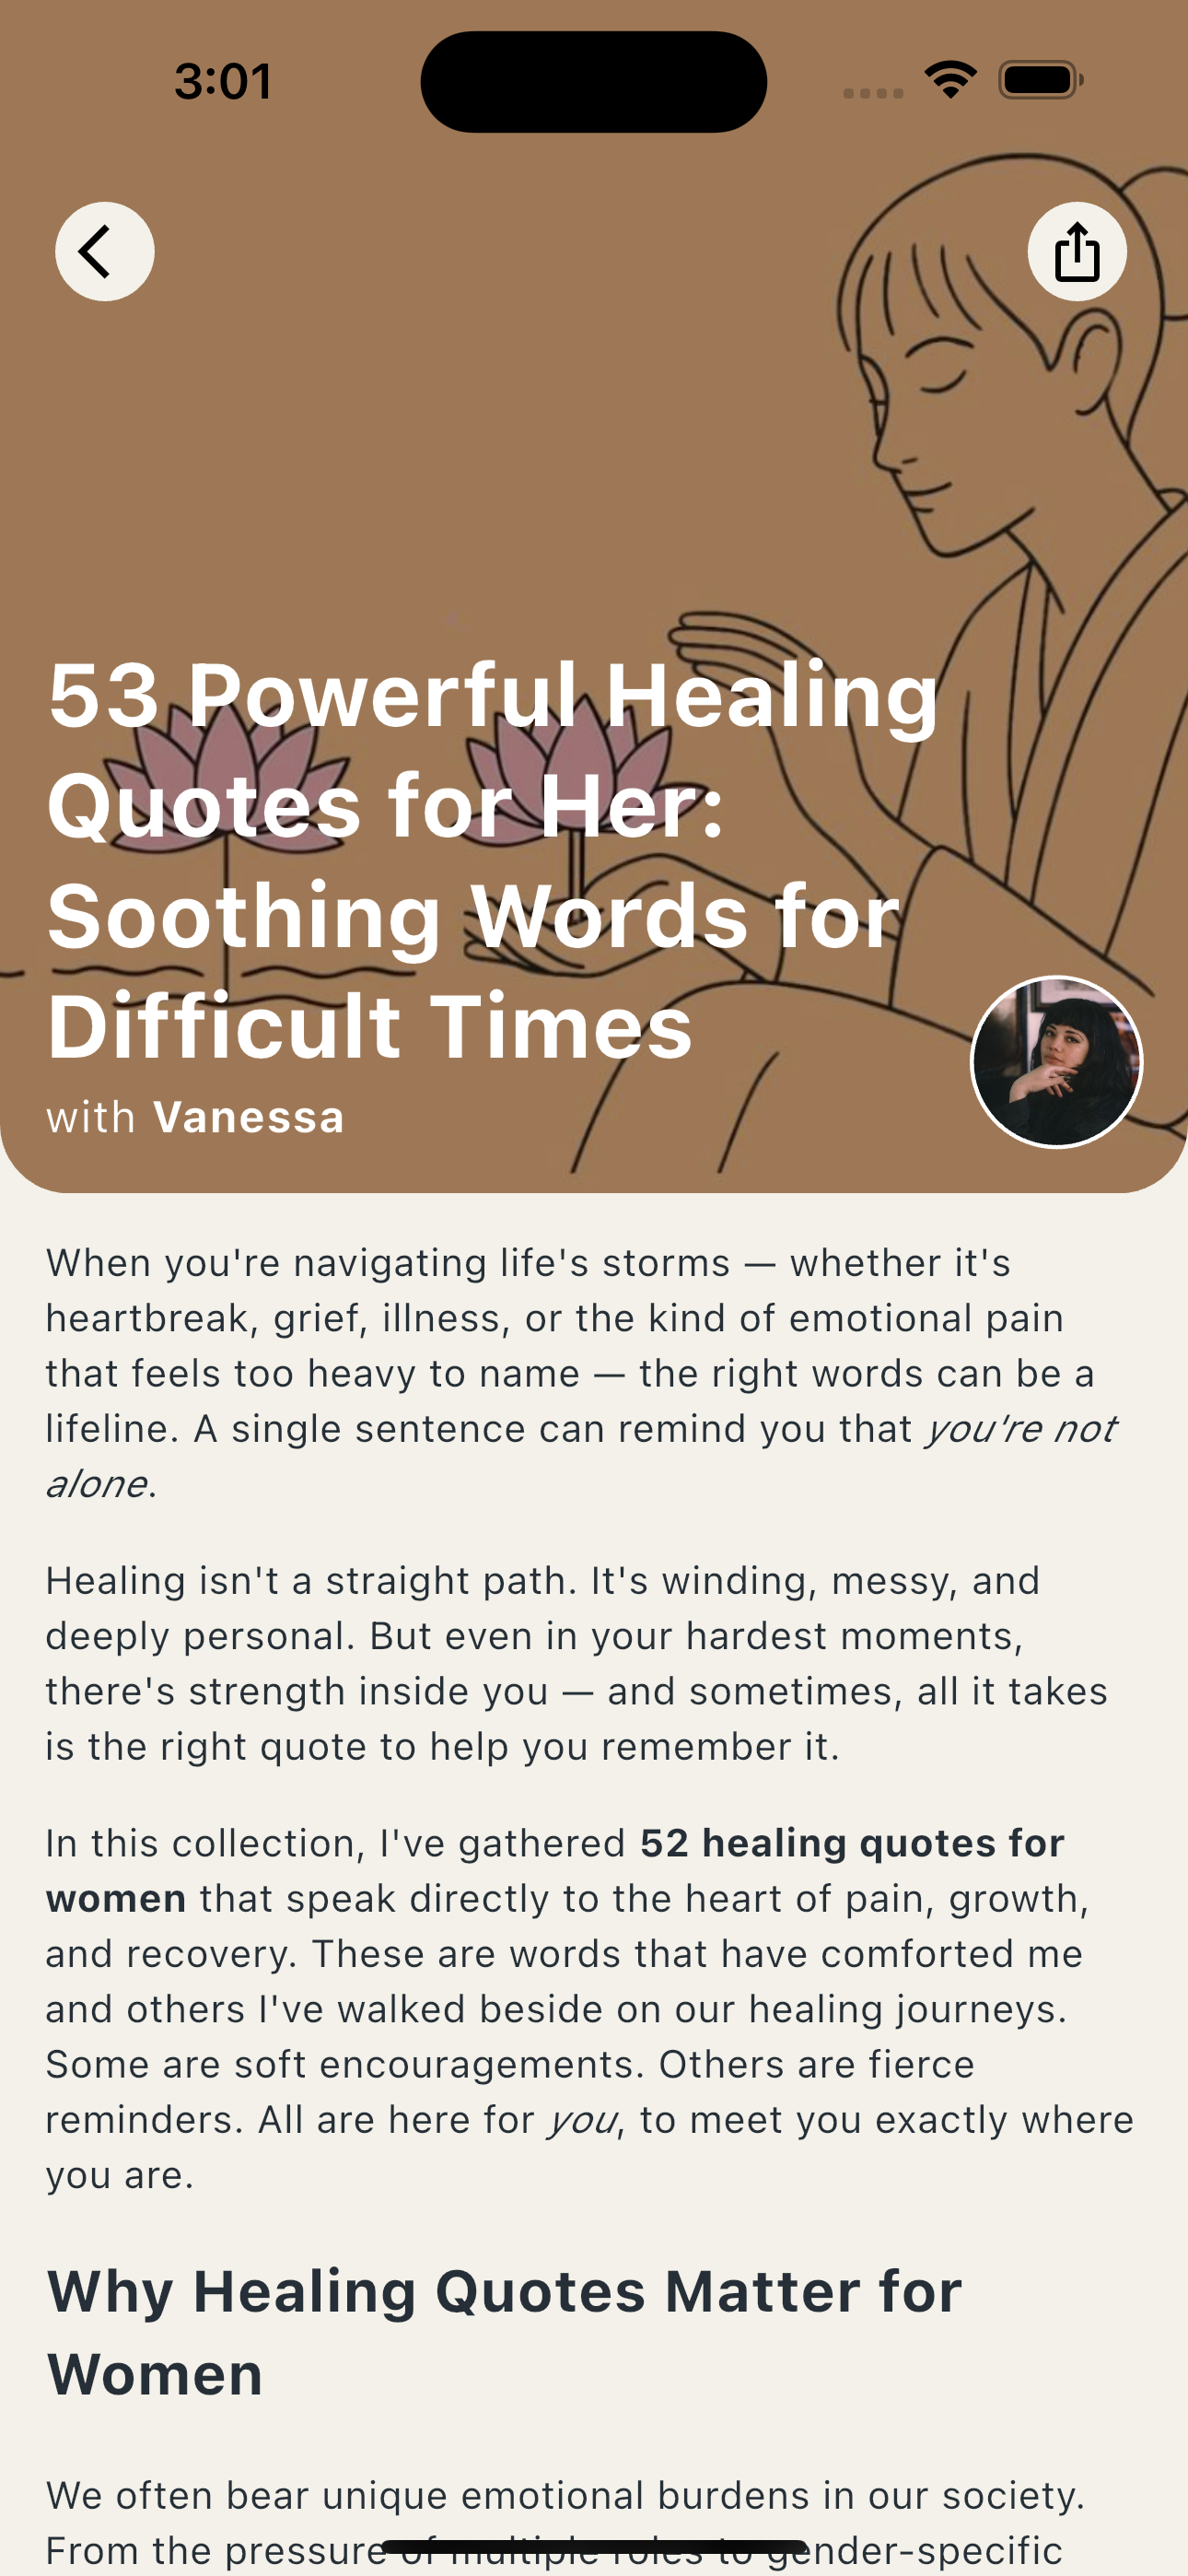 3:01
53 Powerful Healing
Quotes for Her:
Soothing Words for
Difficult Times
with Vanessa
When you're navigating life's storms — whether it's
heartbreak, grief, illness, or the kind of emotional pain
that feels too heavy to name — the right words can be a
lifeline. A single sentence can remind you that you're not
alone.
Healing isn't a straight path. It's winding, messy, and
deeply personal. But even in your hardest moments,
there's strength inside you — and sometimes, all it takes
is the right quote to help you remember it.
In this collection, I've gathered 52 healing quotes for
women that speak directly to the heart of pain, growth,
and recovery. These are words that have comforted me
and others I've walked beside on our healing journeys.
Some are soft encouragements. Others are fierce
reminders. All are here for you, to meet you exactly where
you are.
Why Healing Quotes Matter for
Women
We often bear unique emotional burdens in our society.
From the pressure of multiple roles to gender-specific